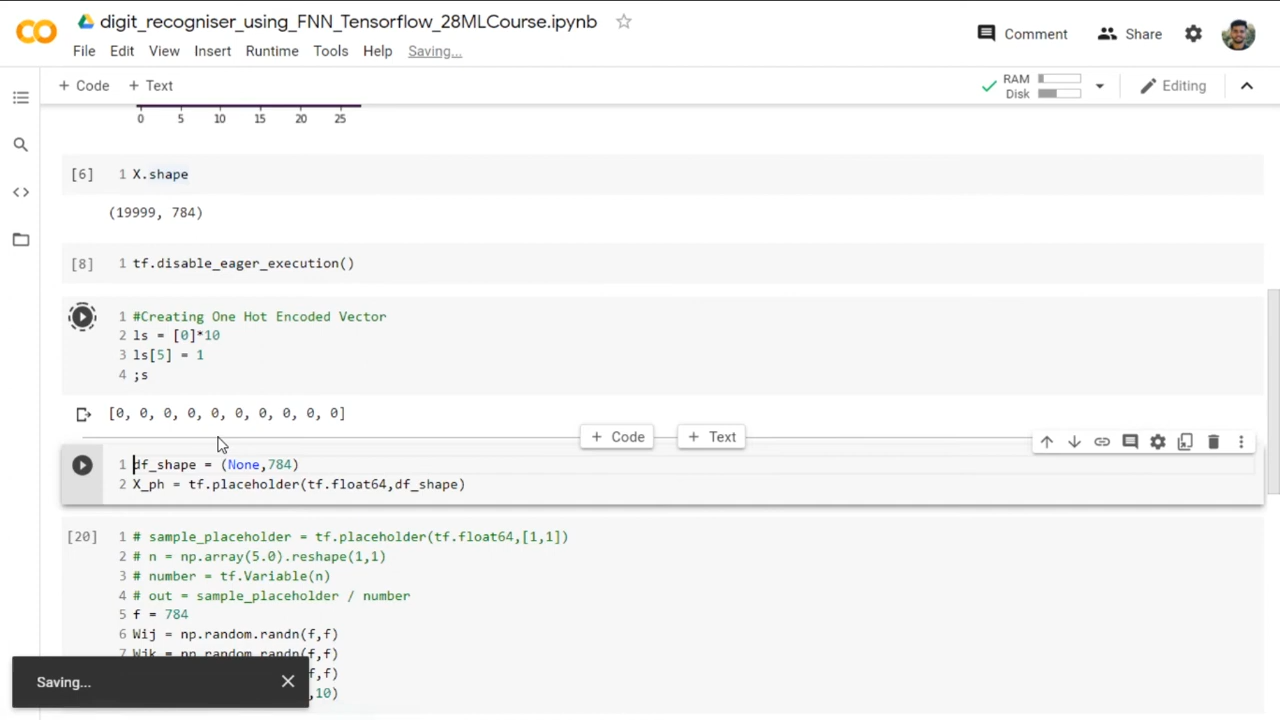 digit_recogniser_using_FNN_Tensorflow_28MLCourse.ipynb
Comment
Share
File Edit View Insert Runtime Tools Help Saving...
+ Code + Text
RAM
Disk
Editing
0 5 10 15 20 25
[6] 1 X.shape
(19999, 784)
[8] 1 tf.disable_eager_execution()
1 #Creating One Hot Encoded Vector
2 ls = [0]*10
3 ls[5] = 1
4 ;s
[0, 0, 0, 0, 0, 0, 0, 0, 0, 0]
+ Code + Text
1 df_shape = (None,784)
2 X_ph = tf.placeholder(tf.float64,df_shape)
[20] 1 # sample_placeholder = tf.placeholder(tf.float64,[1,1])
2 # n = np.array(5.0).reshape(1,1)
3 # number = tf.Variable(n)
4 # out = sample_placeholder / number
5 f = 784
6 Wij = np.random.randn(f,f)
7 Wjk = np.random.randn(f,f)
f,f)
,10)
Saving...